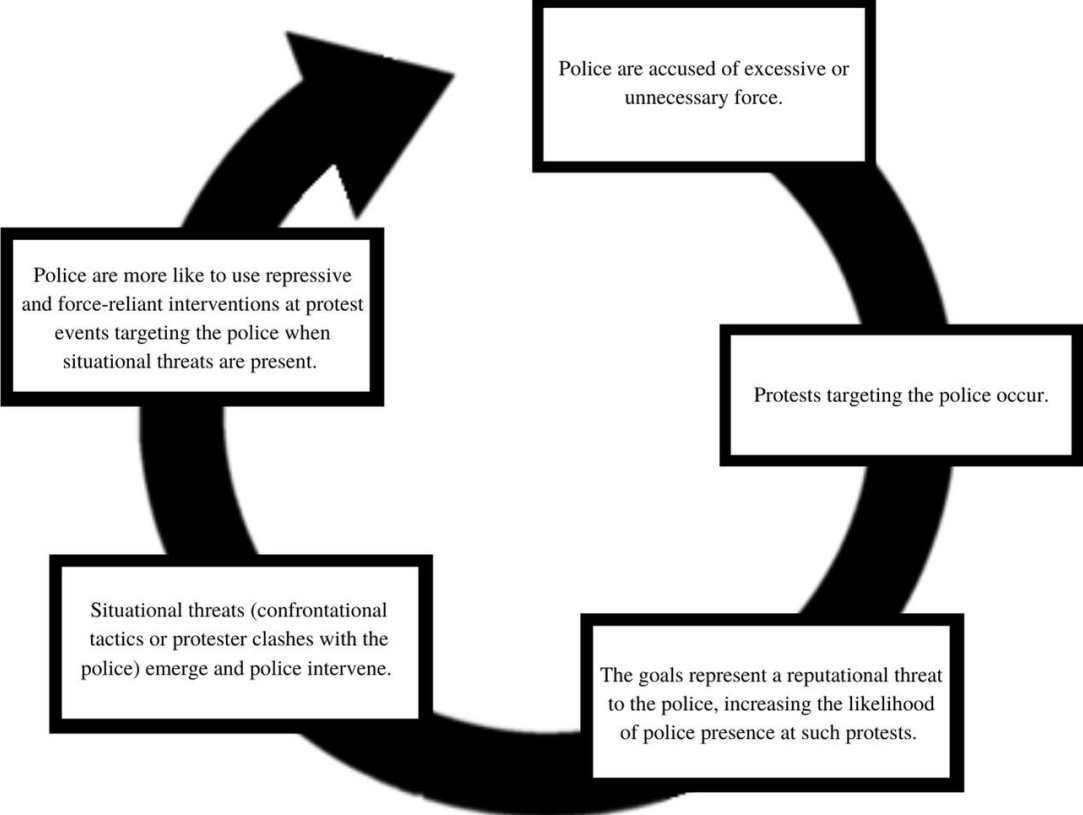 Police are accused of excessive or
unnecessary force.
Protests targeting the police occur.
The goals represent a reputational threat
to the police, increasing the likelihood
of police presence at such protests.
Situational threats (confrontational
tactics or protester clashes with the
police) emerge and police intervene.
Police are more like to use repressive
and force-reliant interventions at protest
events targeting the police when
situational threats are present.